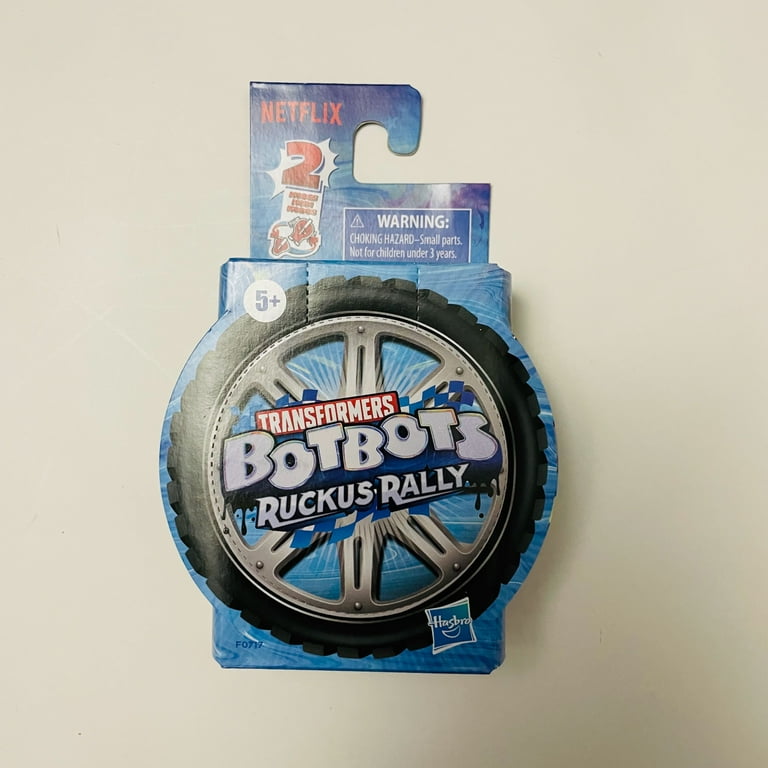 NETFLIX
2
WARNING:
CHOKING HAZARD–Small parts.
Not for children under 3 years.
5+
TRANSFORMERS
BOTBOTS
RUCKUS RALLY
Hasbro
F0717